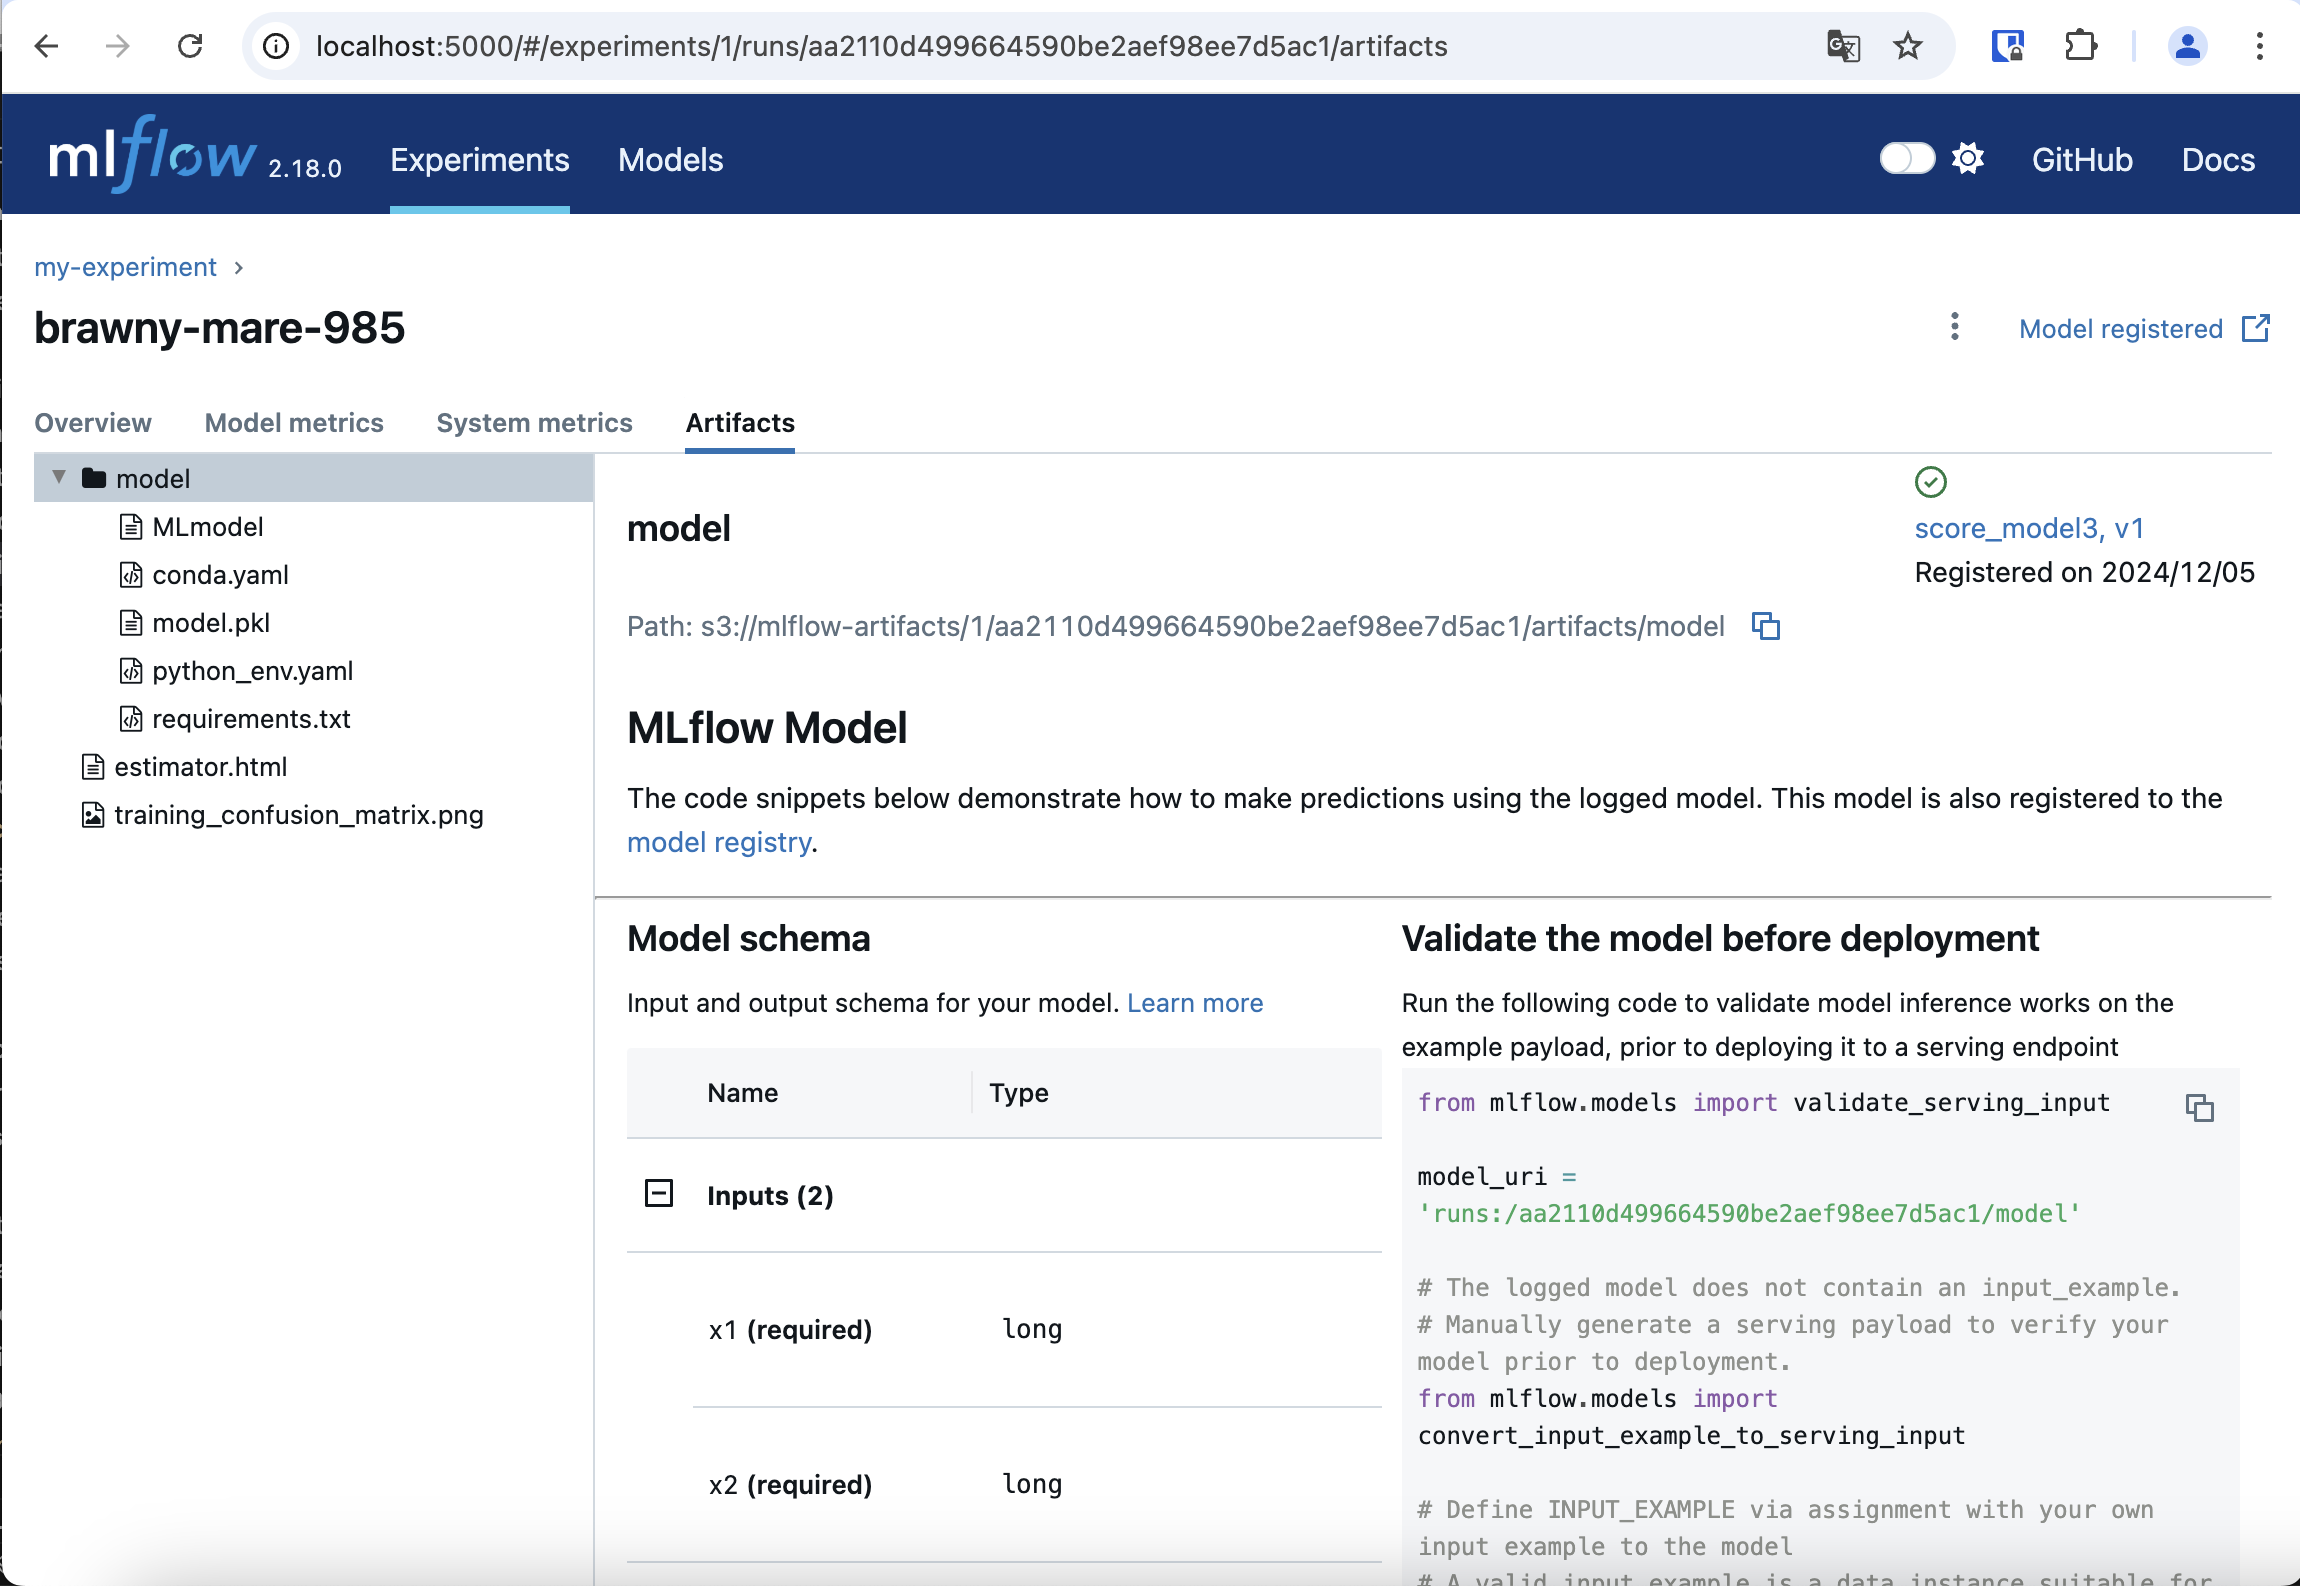 localhost:5000/#/experiments/1/runs/aa2110d499664590be2aef98ee7d5ac1/artifacts
mlflow 2.18.0
Experiments
Models
GitHub
Docs
my-experiment
brawny-mare-985
Model registered
Overview
Model metrics
System metrics
Artifacts
model
MLmodel
conda.yaml
model.pkl
python_env.yaml
requirements.txt
estimator.html
training_confusion_matrix.png
model
score_model3, v1
Registered on 2024/12/05
Path: s3://mlflow-artifacts/1/aa2110d499664590be2aef98ee7d5ac1/artifacts/model
MLflow Model
The code snippets below demonstrate how to make predictions using the logged model. This model is also registered to the
model registry.
Model schema
Input and output schema for your model. Learn more
Name Type
Inputs (2)
x1 (required) long
x2 (required) long
Validate the model before deployment
Run the following code to validate model inference works on the
example payload, prior to deploying it to a serving endpoint
from mlflow.models import validate_serving_input
model_uri =
'runs:/aa2110d499664590be2aef98ee7d5ac1/model'
# The logged model does not contain an input_example.
# Manually generate a serving payload to verify your
model prior to deployment.
from mlflow.models import
convert_input_example_to_serving_input
# Define INPUT_EXAMPLE via assignment with your own
input example to the model
# A valid input example is a data instance suitable for